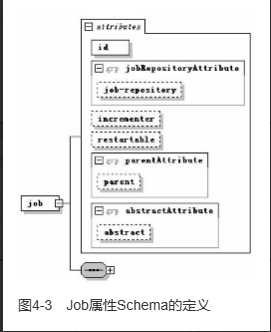 attributes
id
grp jobRepositoryAttribute
job-repository
incrementer
restartable
grp parentAttribute
parent
grp abstractAttribute
abstract
job
图4-3 Job属性Schema的定义